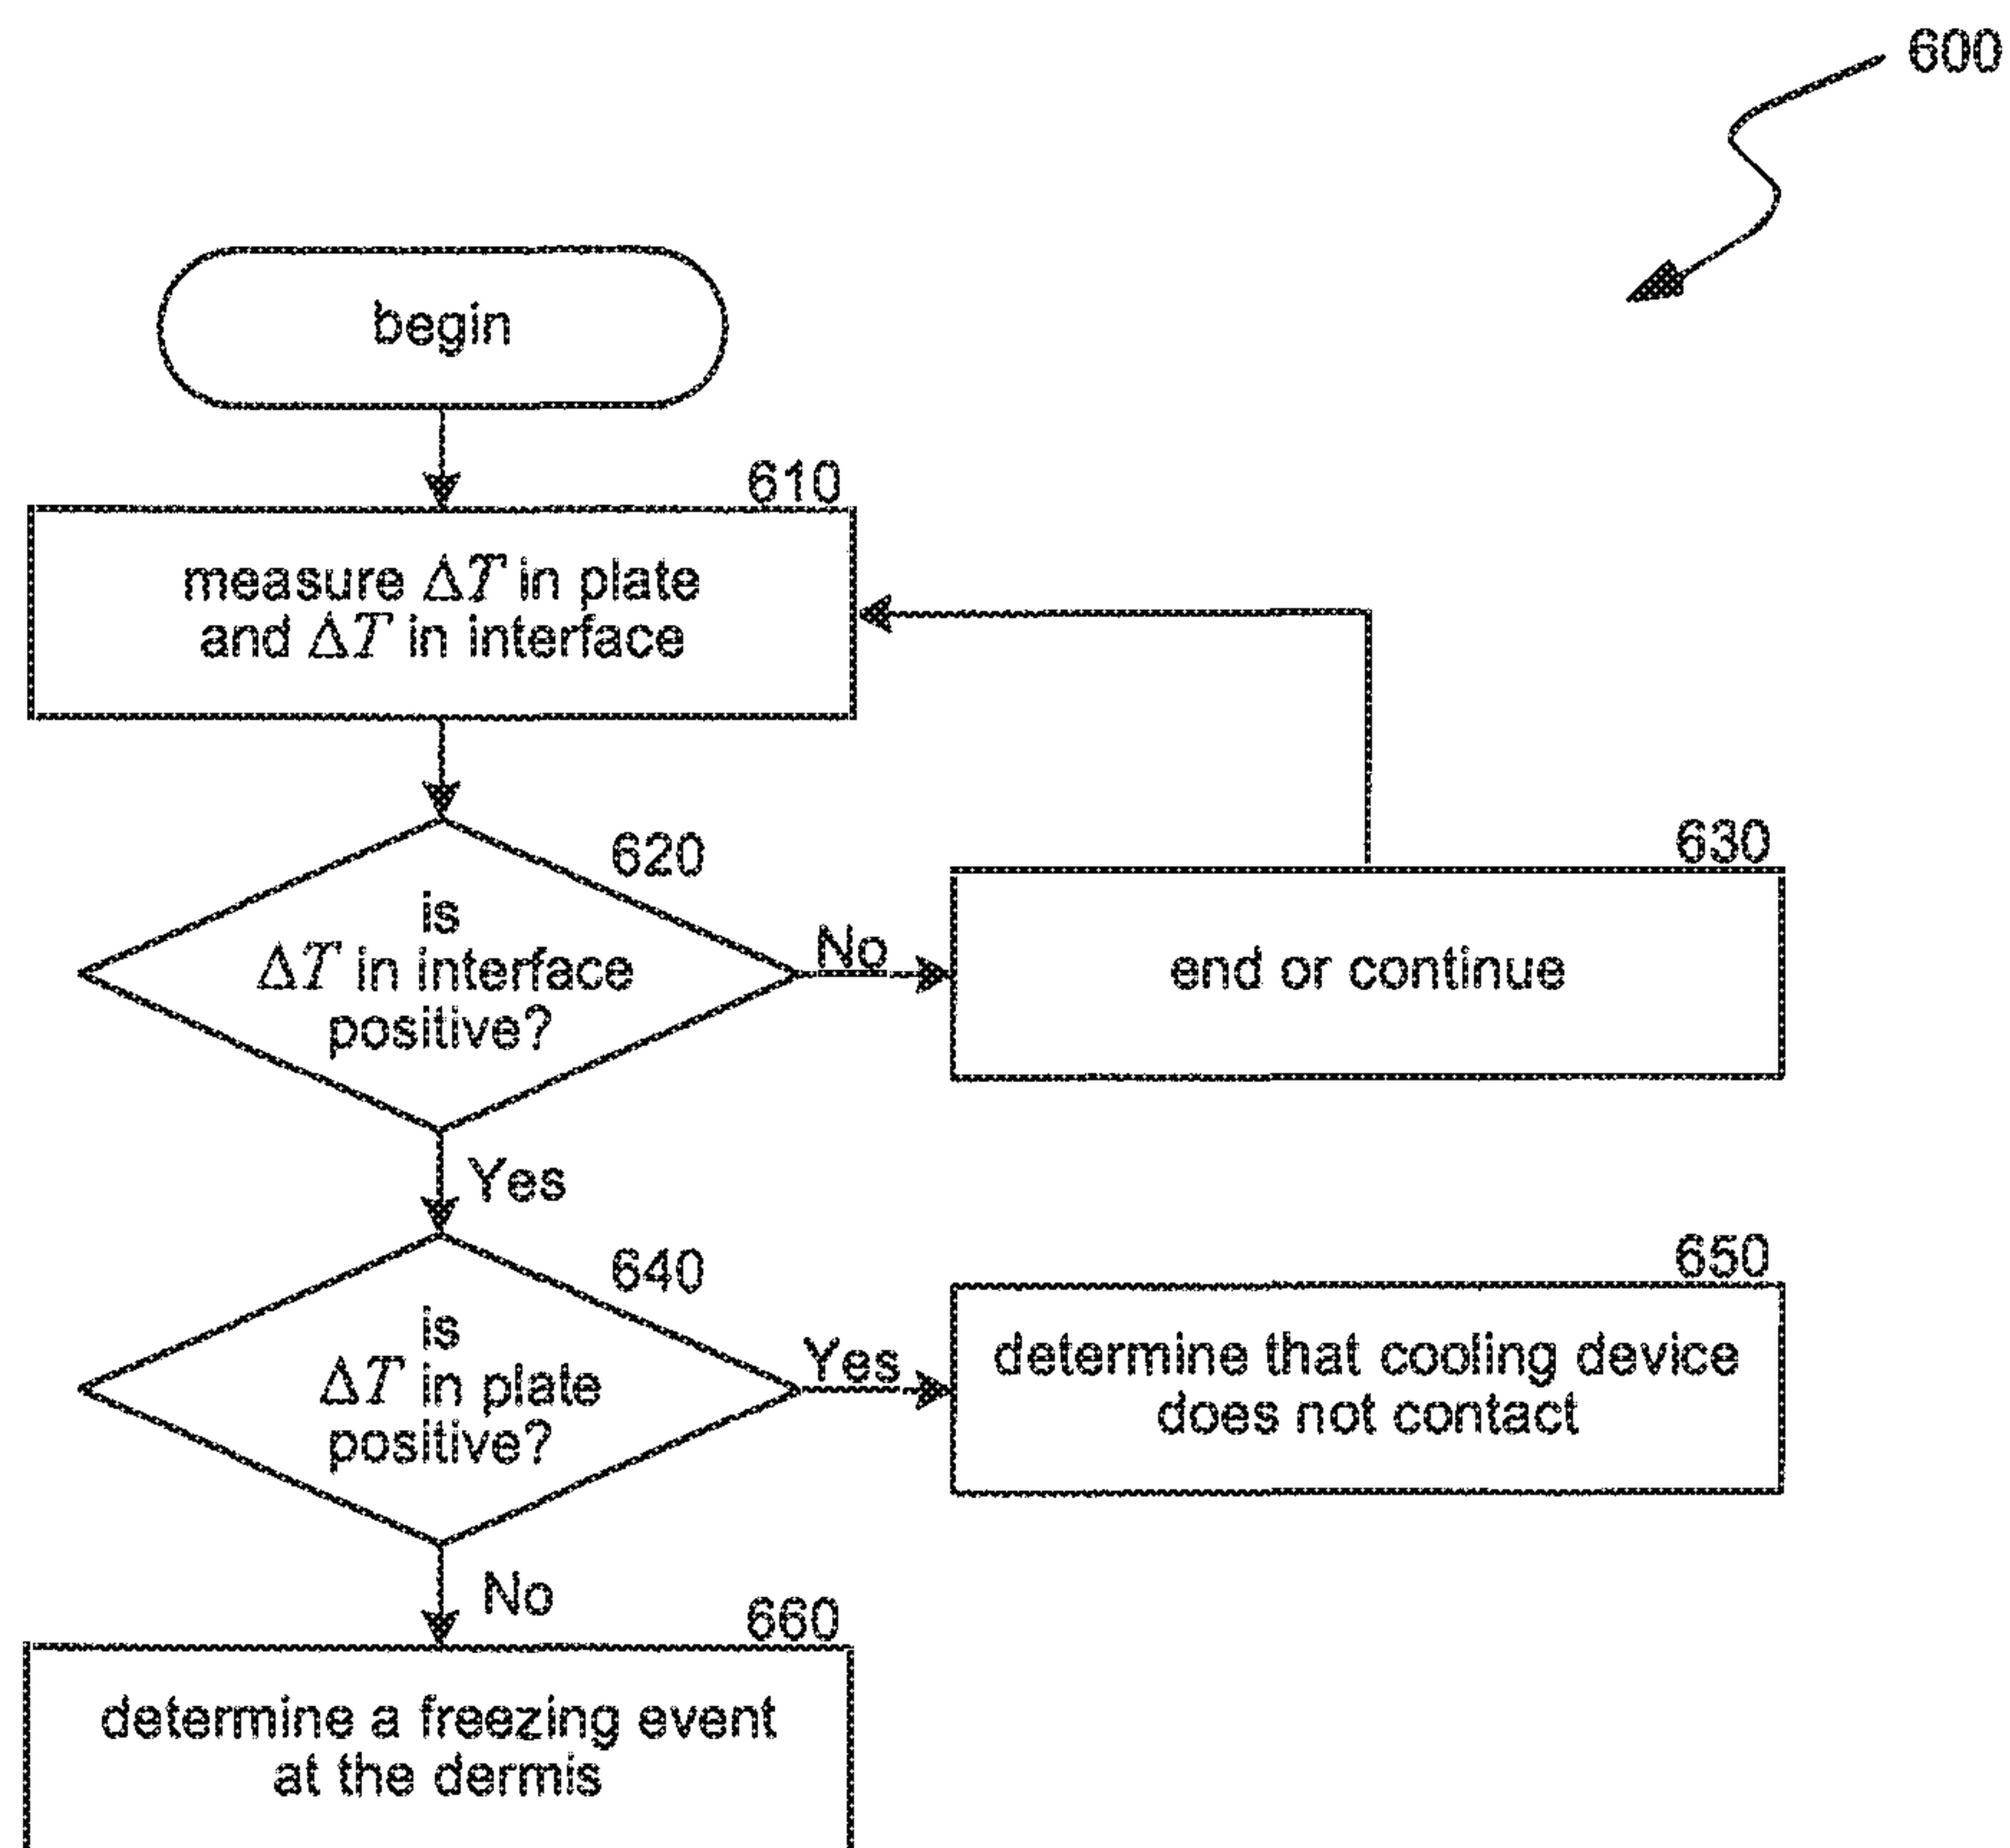 600
begin
610
measure ΔT in plate
and ΔT in interface
620
is
ΔT in interface
positive?
No
630
end or continue
Yes
640
is
ΔT in plate
positive?
Yes
650
determine that cooling device
does not contact
No
660
determine a freezing event
at the dermis